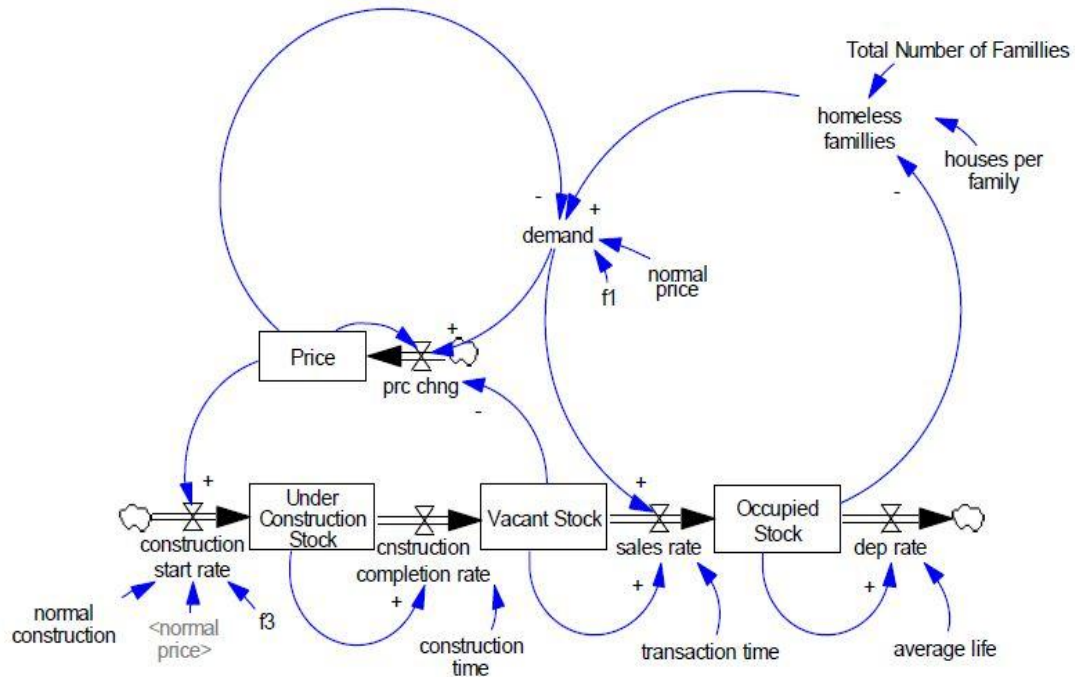 Total Number of Famillies
homeless
famillies
houses per
family
-
-
+
demand
normal
price
f1
+
Price
prc chng
-
+
+
Under
Construction
Stock
Vacant Stock
Occupied
Stock
construction
start rate
cnstruction
completion rate
sales rate
dep rate
+
+
+
normal
construction
<normal
price>
f3
construction
time
transaction time
average life